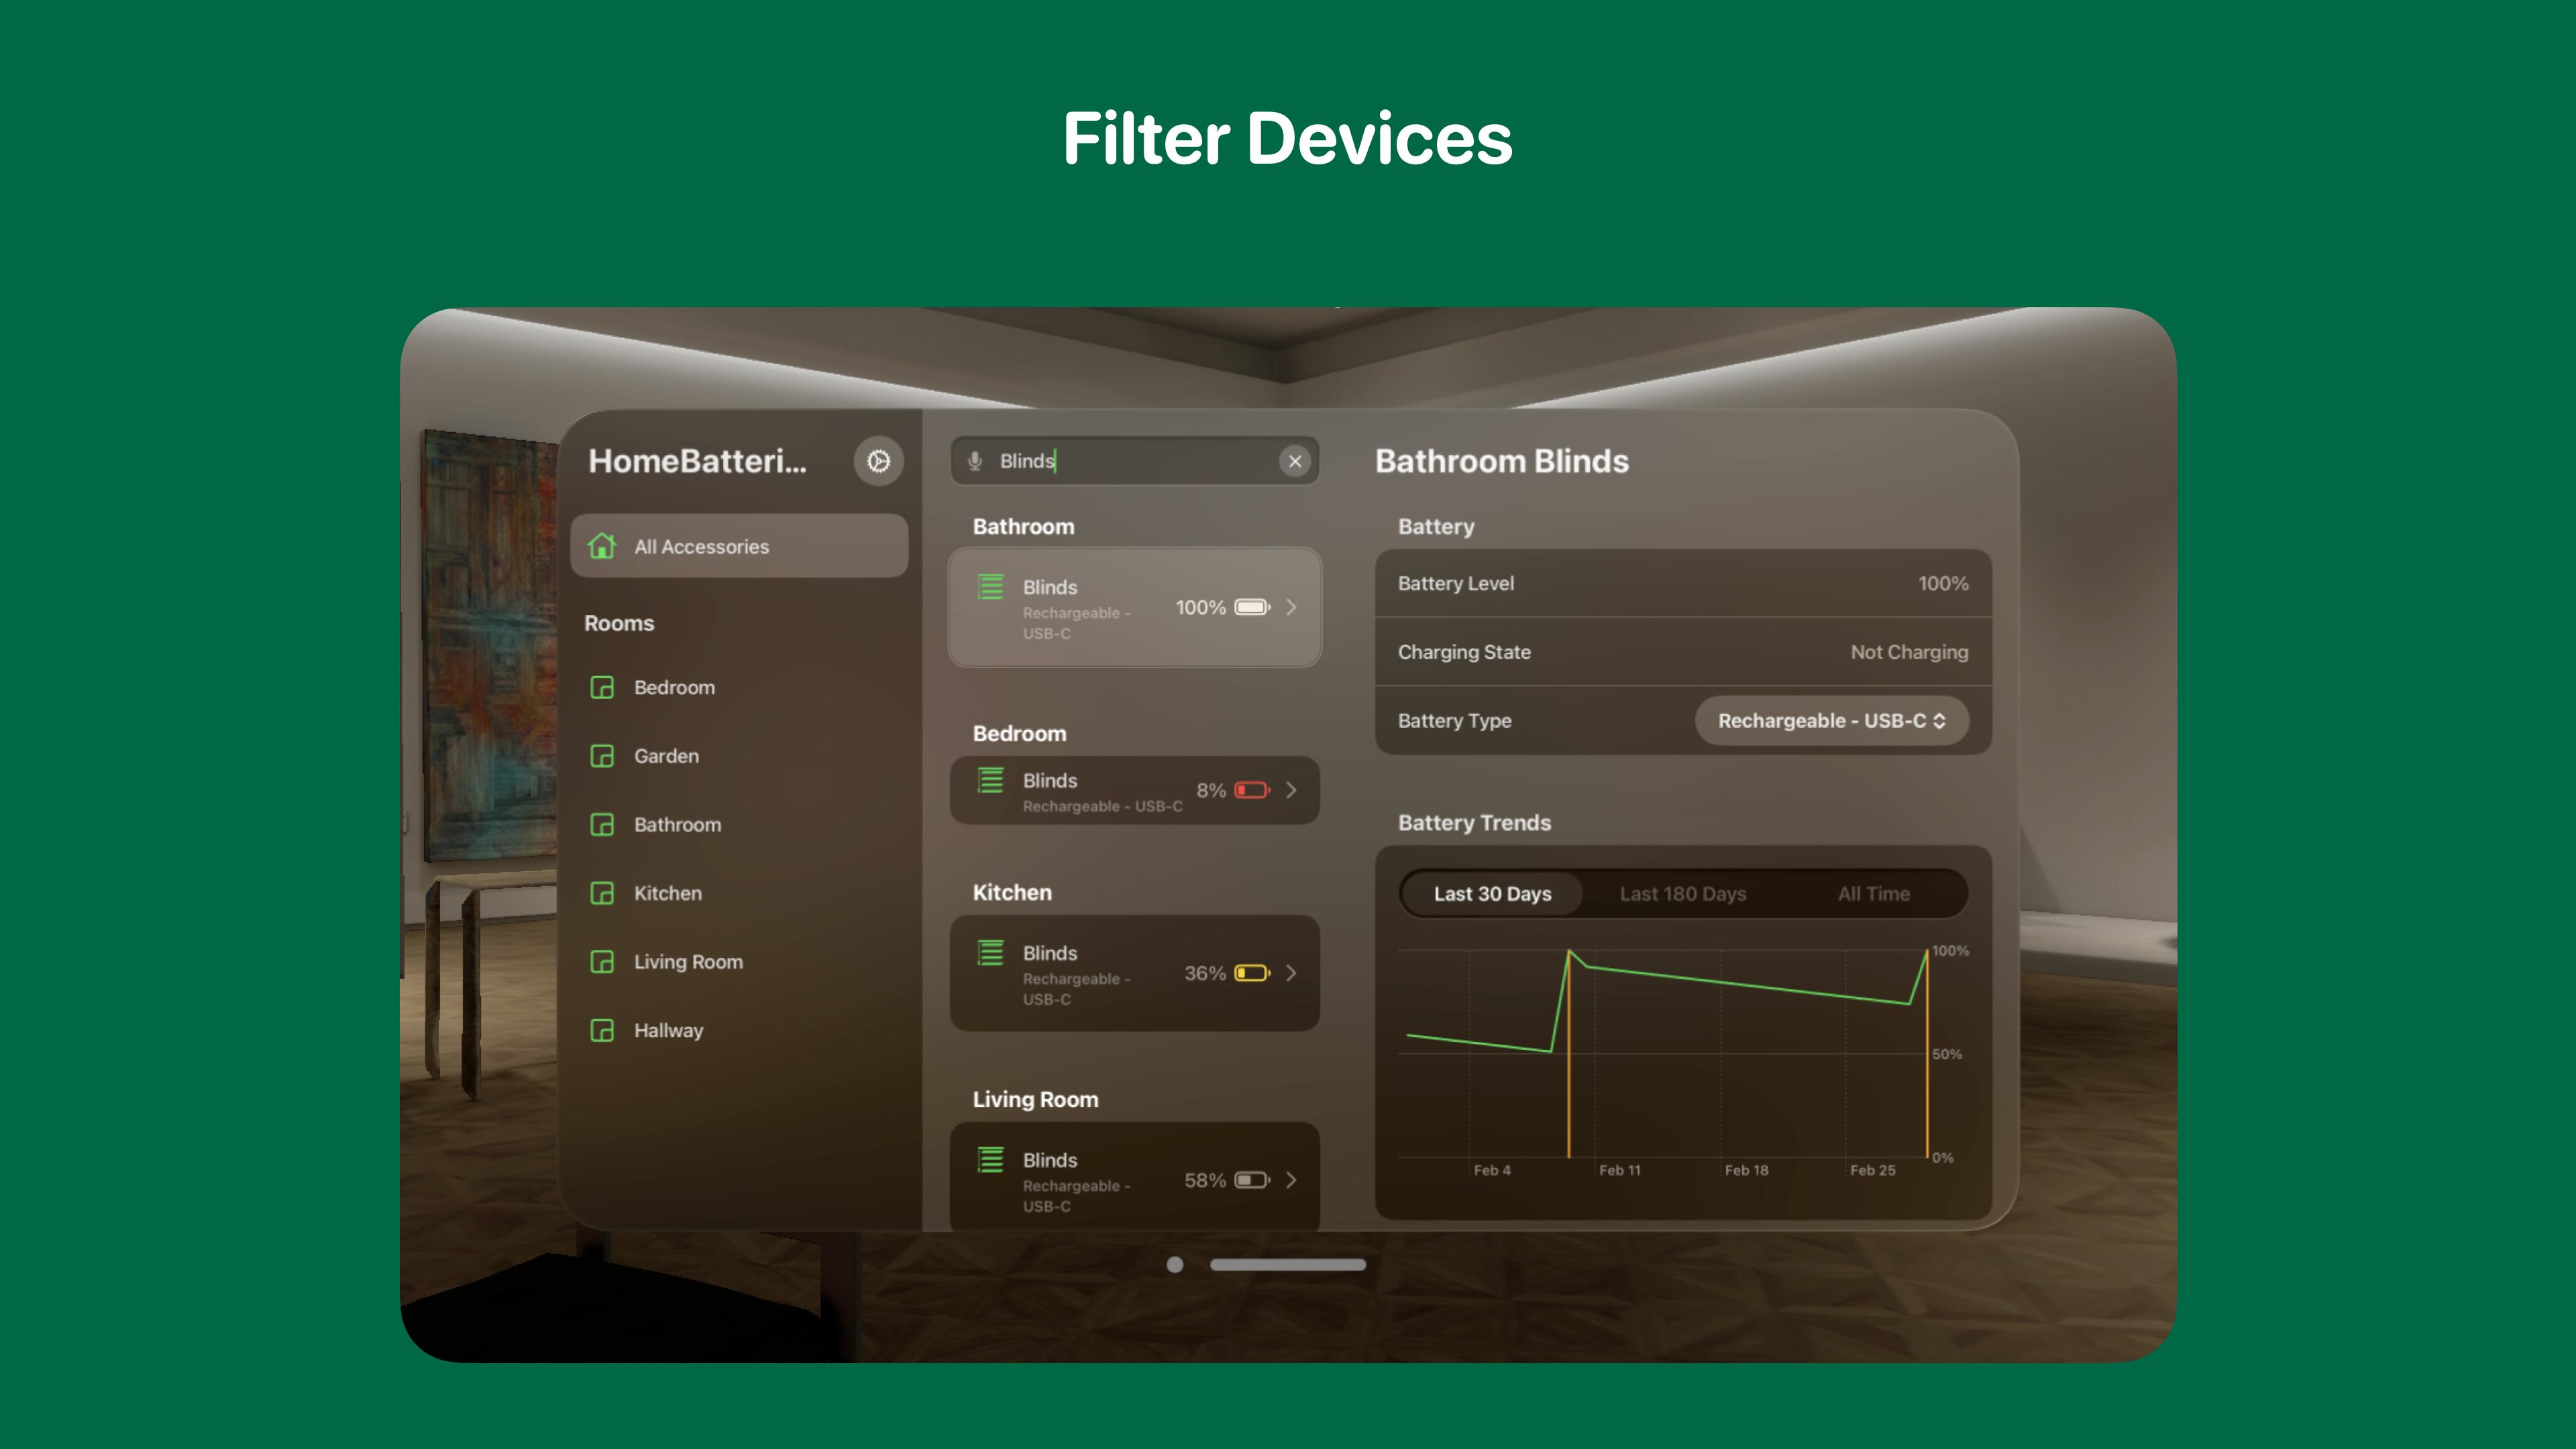 Filter Devices
HomeBatteri...
All Accessories
Rooms
Bedroom
Garden
Bathroom
Kitchen
Living Room
Hallway
Blinds
Bathroom
Blinds
Rechargeable -
USB-C
100%
Bedroom
Blinds
Rechargeable - USB-C
8%
Kitchen
Blinds
Rechargeable -
USB-C
36%
Living Room
Blinds
Rechargeable -
USB-C
58%
Bathroom Blinds
Battery
Battery Level 100%
Charging State Not Charging
Battery Type Rechargeable - USB-C
Battery Trends
Last 30 Days Last 180 Days All Time
100%
50%
0%
Feb 4 Feb 11 Feb 18 Feb 25